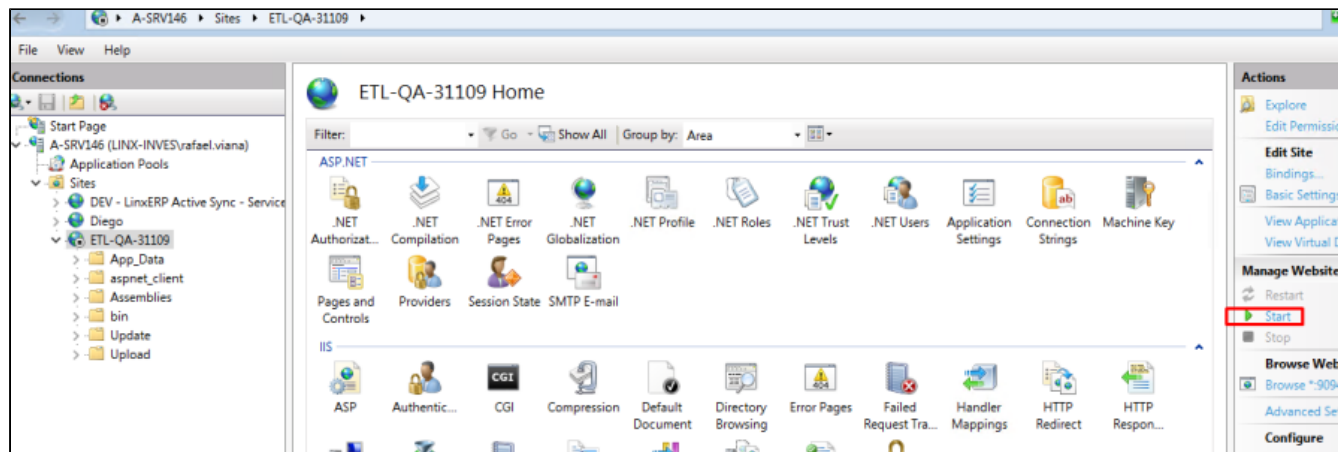 A-SRV146 Sites ETL-QA-31109
File View Help
Connections
Start Page
A-SRV146 (LINX-INVES\rafael.viana)
Application Pools
Sites
DEV - LinxERP Active Sync - Service
Diego
ETL-QA-31109
App_Data
aspnet_client
Assemblies
bin
Update
Upload
ETL-QA-31109 Home
Filter: Go Show All Group by: Area
ASP.NET
.NET Authorizat...
.NET Compilation
.NET Error Pages
.NET Globalization
.NET Profile
.NET Roles
.NET Trust Levels
.NET Users
Application Settings
Connection Strings
Machine Key
Pages and Controls
Providers
Session State
SMTP E-mail
IIS
ASP
Authentic...
CGI
Compression
Default Document
Directory Browsing
Error Pages
Failed Request Tra...
Handler Mappings
HTTP Redirect
HTTP Respon...
Actions
Explore
Edit Permissio
Edit Site
Bindings...
Basic Settings
View Applica
View Virtual D
Manage Website
Restart
Start
Stop
Browse Web
Browse *:909
Advanced Se
Configure